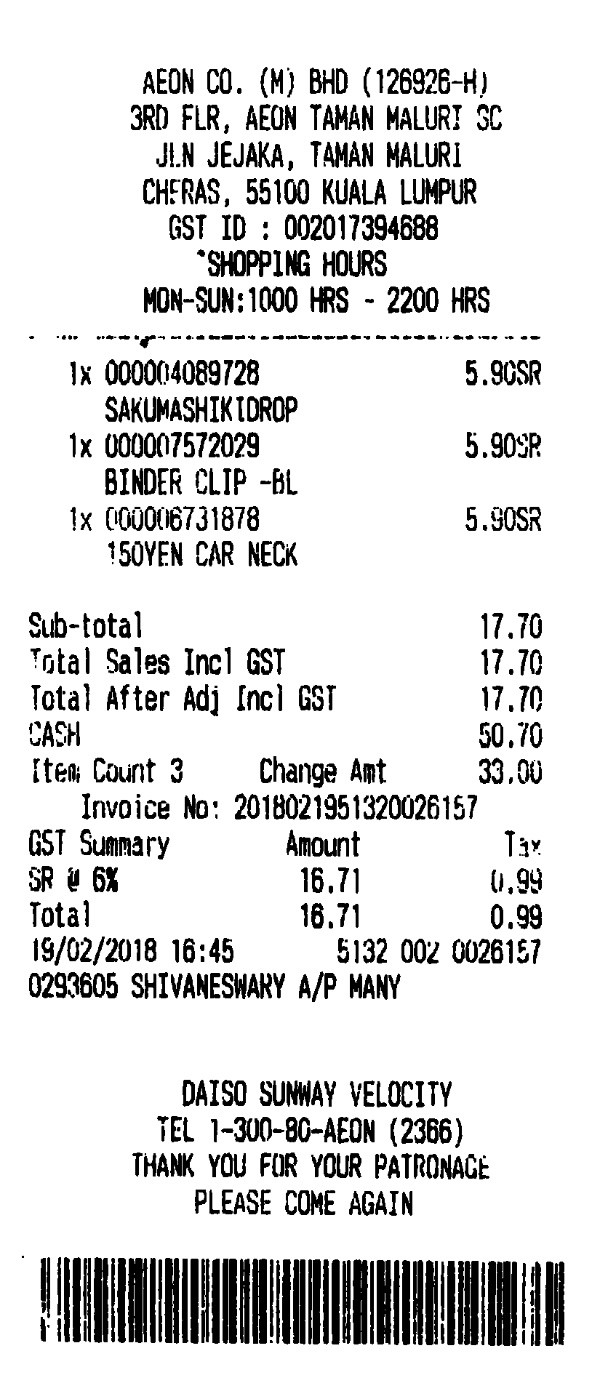 AEON CO. (M) BHD (126926-H)
3RD FLR, AEON TAMAN MALURI SC
JLN JEJAKA, TAMAN MALURI
CHERAS, 55100 KUALA LUMPUR
GST ID : 002017394688
*SHOPPING HOURS
MON-SUN:1000 HRS - 2200 HRS
1x 000004089728 5.90SR
SAKUMASHIKIDROP
1x 000007572029 5.90SR
BINDER CLIP -BL
1x 000006731878 5.90SR
150YEN CAR NECK
Sub-total 17.70
Total Sales Incl GST 17.70
Total After Adj Incl GST 17.70
CASH 50.70
Item Count 3 Change Amt 33.00
Invoice No: 2018021951320026157
GST Summary Amount Tax
SR @ 6% 16.71 0.99
Total 16.71 0.99
19/02/2018 16:45 5132 002 0026157
0293605 SHIVANESWARY A/P MANY
DAISO SUNWAY VELOCITY
TEL 1-300-80-AEON (2366)
THANK YOU FOR YOUR PATRONAGE
PLEASE COME AGAIN